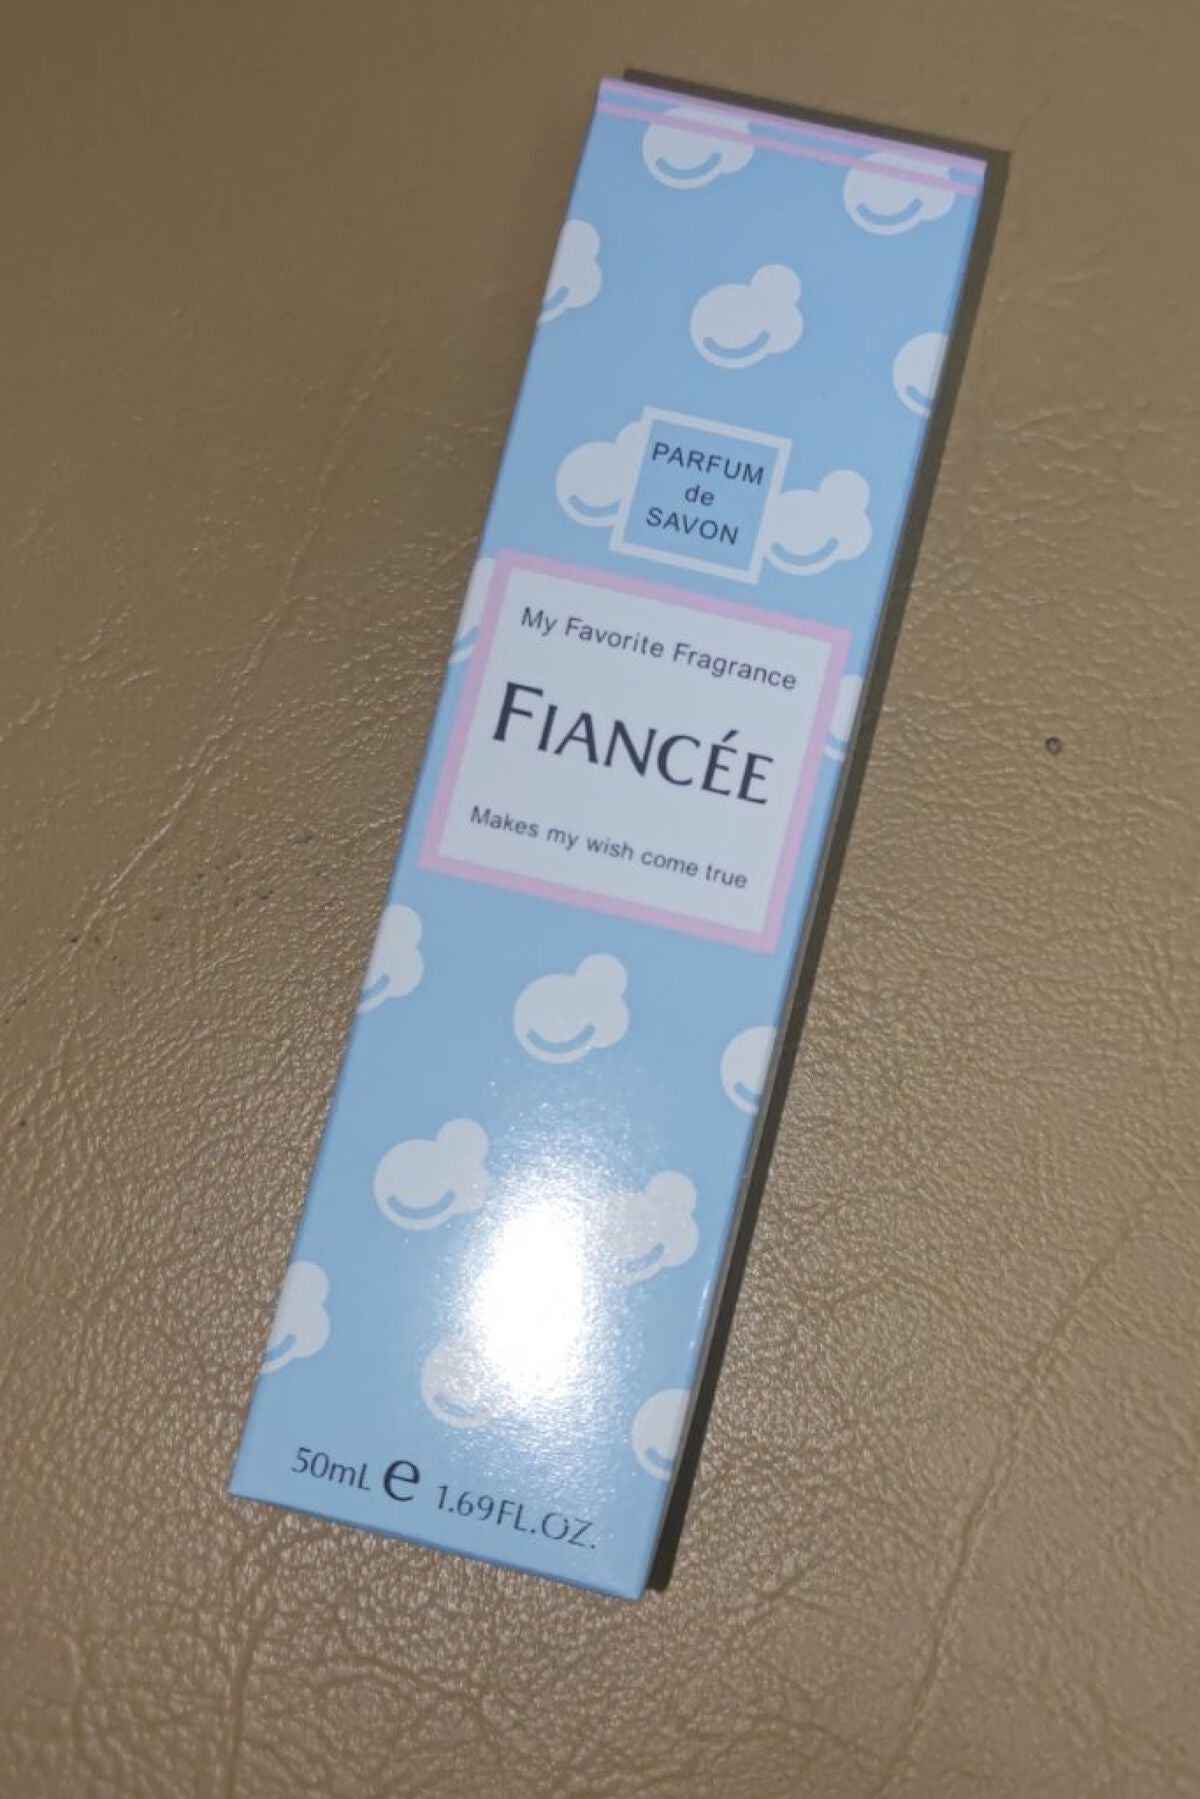 PARFUM
de
SAVON
My Favorite Fragrance
FIANCÉE
Makes my wish come true
50mL e 1.69FL.OZ.